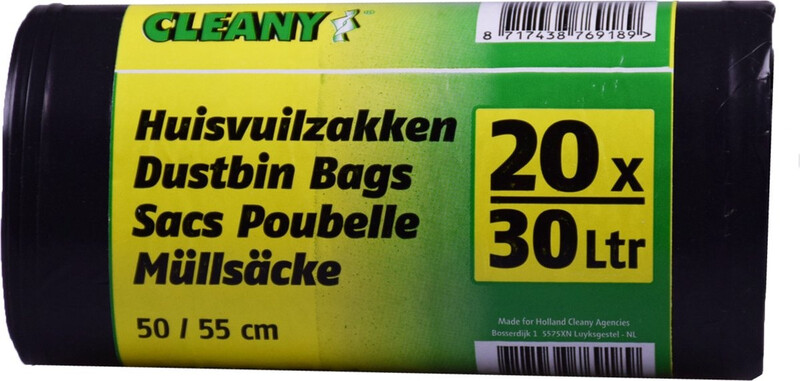 CLEANY
8 717438 769189 >
Huisvuilzakken
Dustbin Bags
Sacs Poubelle
Müllsäcke
50 / 55 cm
20 x
30 Ltr
Made for Holland Cleany Agencies
Bosserdijk 1 5575XN Luyksgestel - NL